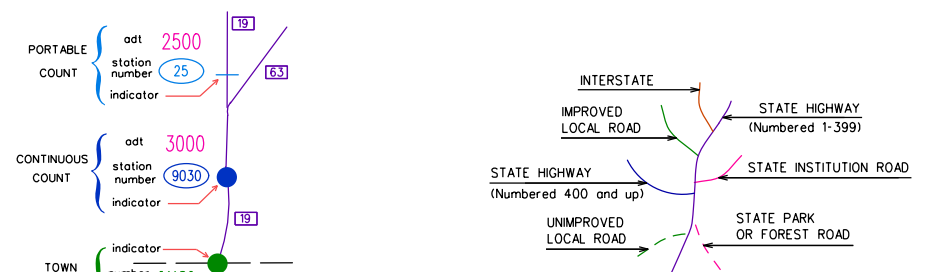 19
PORTABLE
COUNT
adt 2500
station
number 25
indicator
63
CONTINUOUS
COUNT
adt 3000
station
number 9030
indicator
19
indicator
TOWN
INTERSTATE
IMPROVED
LOCAL ROAD
STATE HIGHWAY
(Numbered 1-399)
STATE HIGHWAY
(Numbered 400 and up)
STATE INSTITUTION ROAD
UNIMPROVED
LOCAL ROAD
STATE PARK
OR FOREST ROAD